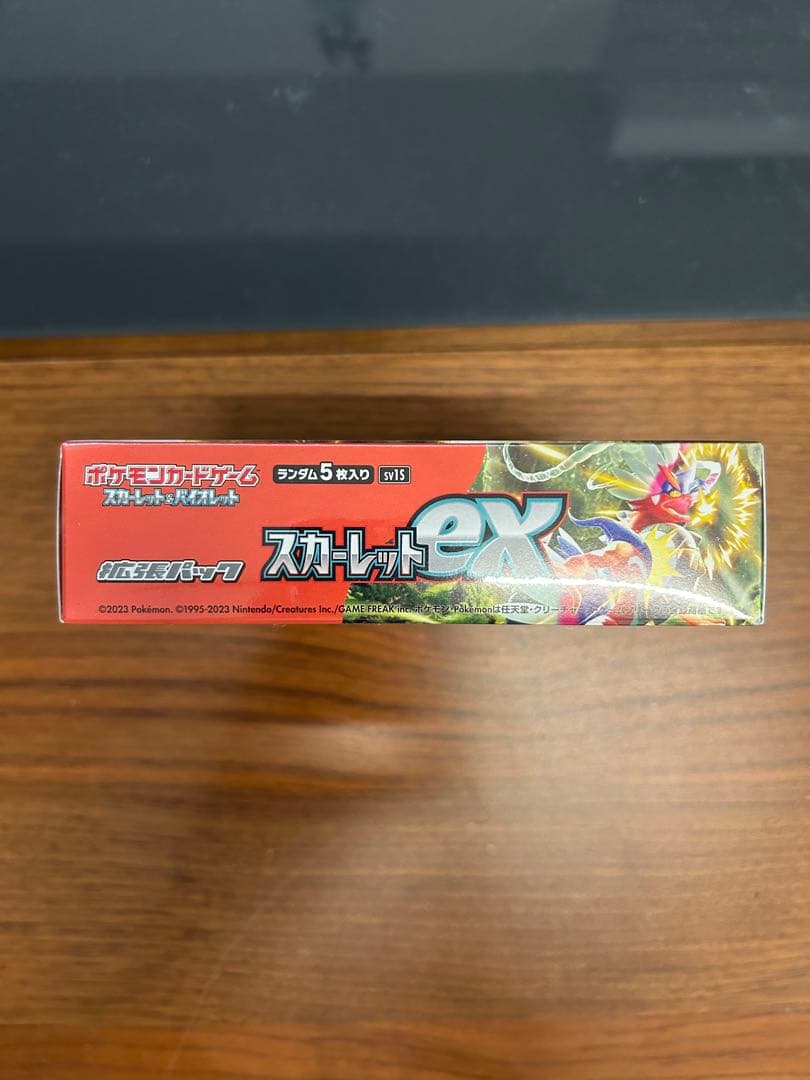 ポケモンカードゲーム
スカーレット&バイオレット
ランダム5枚入り SV1S
拡張パック
スカーレットex
©2023 Pokémon. ©1995-2023 Nintendo/Creatures Inc./GAME FREAK inc. ポケモン・Pokémonは任天堂・クリーチャーズ・ゲームフリークの登録商標です